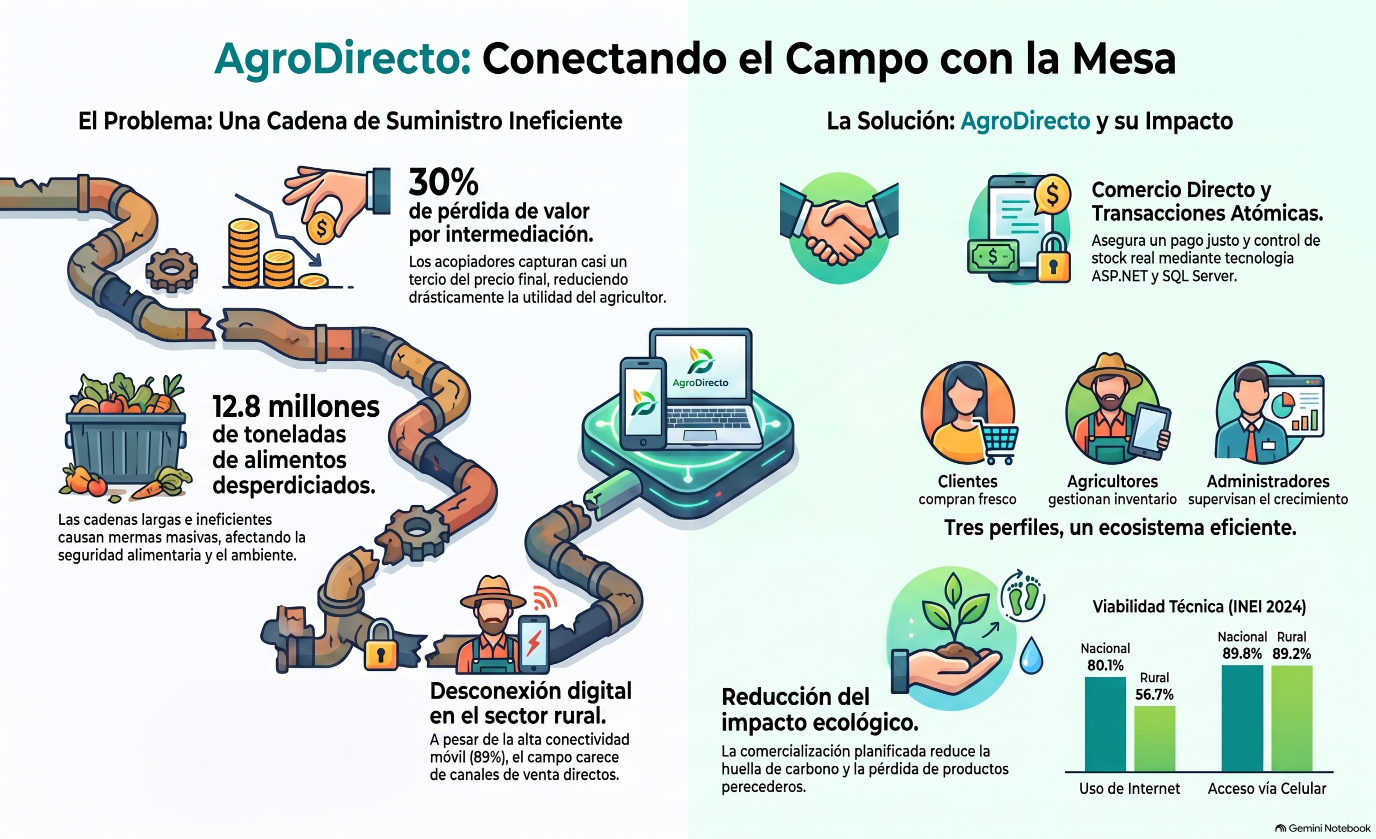 AgroDirecto: Conectando el Campo con la Mesa
El Problema: Una Cadena de Suministro Ineficiente
30%
de pérdida de valor
por intermediación.
Los acopiadores capturan casi un
tercio del precio final, reduciendo
drásticamente la utilidad del agricultor.
12.8 millones
de toneladas
de alimentos
desperdiciados.
Las cadenas largas e ineficientes
causan mermas masivas, afectando la
seguridad alimentaria y el ambiente.
Desconexión digital
en el sector rural.
A pesar de la alta conectividad
móvil (89%), el campo carece
de canales de venta directos.
AgroDirecto
La Solución: AgroDirecto y su Impacto
Comercio Directo y
Transacciones Atómicas.
Asegura un pago justo y control de
stock real mediante tecnología
ASP.NET y SQL Server.
Clientes
compran fresco
Agricultores
gestionan inventario
Administradores
supervisan el crecimiento
Tres perfiles, un ecosistema eficiente.
Reducción del
impacto ecológico.
La comercialización planificada reduce la
huella de carbono y la pérdida de productos
perecederos.
Viabilidad Técnica (INEI 2024)
Nacional
80.1%
Rural
56.7%
Nacional
89.8%
Rural
89.2%
Uso de Internet
Acceso vía Celular
Gemini Notebook